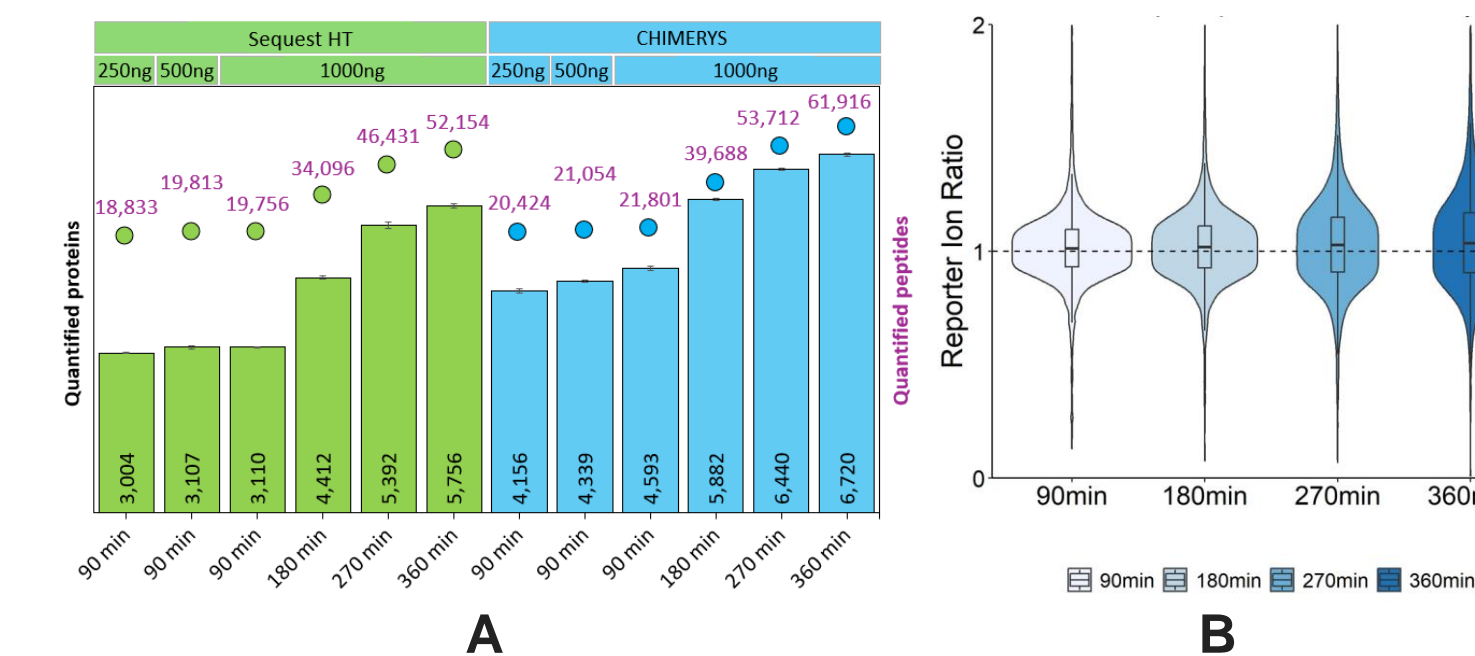 Sequest HT
CHIMERYS
250ng 500ng 1000ng 250ng 500ng 1000ng
Quantified proteins
18,833
19,813
19,756
34,096
46,431
52,154
20,424
21,054
21,801
39,688
53,712
61,916
3,004
3,107
3,110
4,412
5,392
5,756
4,156
4,339
4,593
5,882
6,440
6,720
Quantified peptides
90 min
90 min
90 min
180 min
270 min
360 min
90 min
90 min
90 min
180 min
270 min
360 min
A
Reporter Ion Ratio
2
1
0
90min 180min 270min 360
90min 180min 270min 360min
B